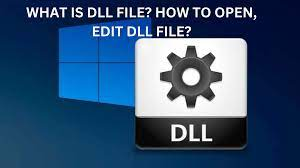 WHAT IS DLL FILE? HOW TO OPEN,
EDIT DLL FILE?
DLL